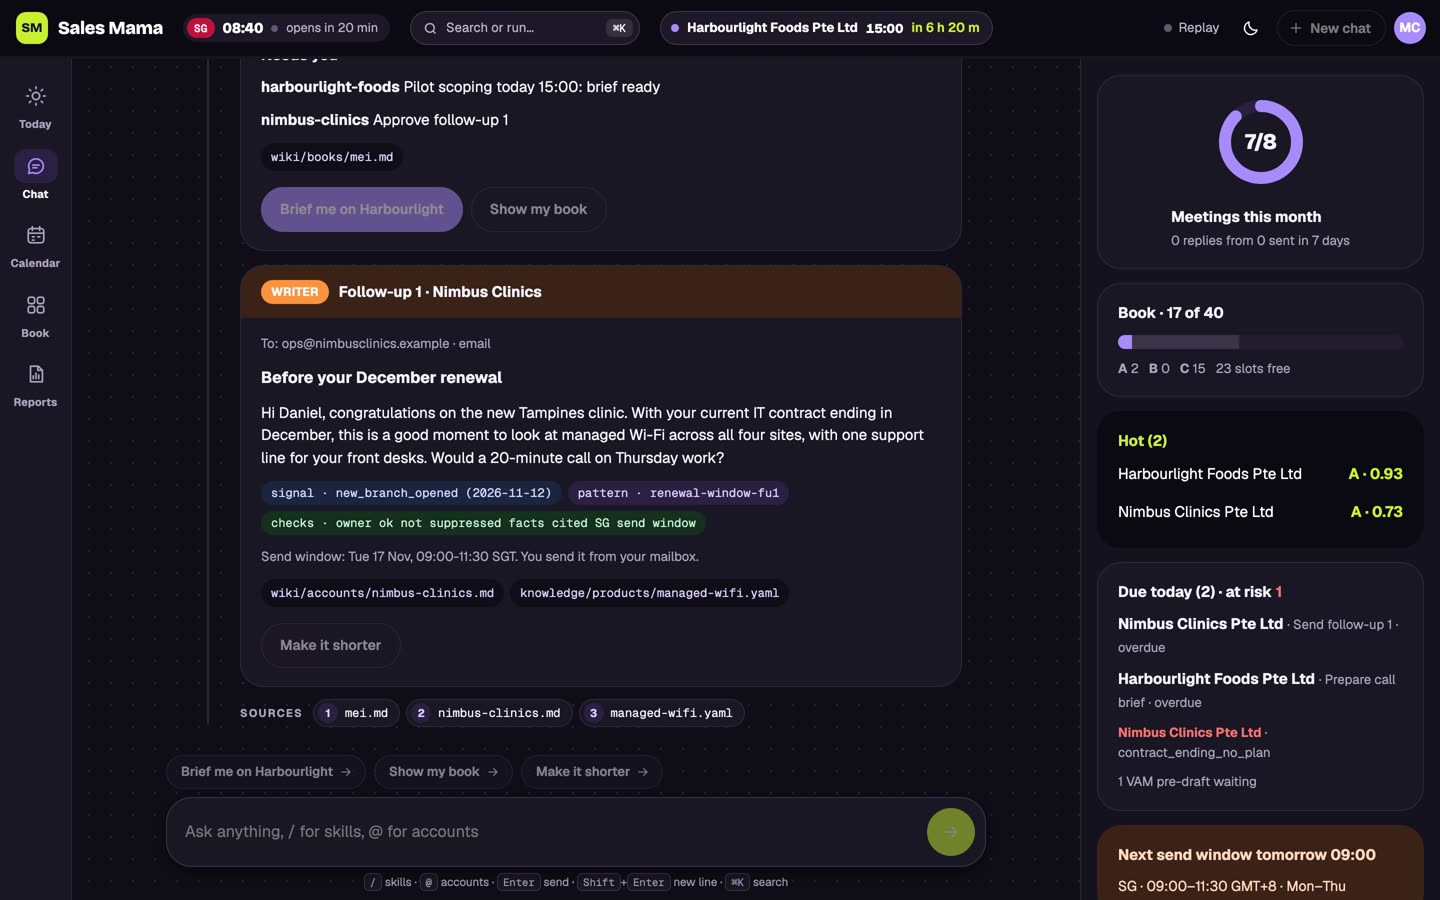 SM Sales Mama SG 08:40 opens in 20 min Search or run... ⌘K Harbourlight Foods Pte Ltd 15:00 in 6 h 20 m Replay + New chat MC
Today
Chat
Calendar
Book
Reports
Needs you
harbourlight-foods Pilot scoping today 15:00: brief ready
nimbus-clinics Approve follow-up 1
wiki/books/mei.md
Brief me on Harbourlight Show my book
WRITER Follow-up 1 · Nimbus Clinics
To: ops@nimbusclinics.example · email
Before your December renewal
Hi Daniel, congratulations on the new Tampines clinic. With your current IT contract ending in
December, this is a good moment to look at managed Wi-Fi across all four sites, with one support
line for your front desks. Would a 20-minute call on Thursday work?
signal · new_branch_opened (2026-11-12) pattern · renewal-window-fu1
checks · owner ok not suppressed facts cited SG send window
Send window: Tue 17 Nov, 09:00-11:30 SGT. You send it from your mailbox.
wiki/accounts/nimbus-clinics.md knowledge/products/managed-wifi.yaml
Make it shorter
SOURCES 1 mei.md 2 nimbus-clinics.md 3 managed-wifi.yaml
Brief me on Harbourlight → Show my book → Make it shorter →
Ask anything, / for skills, @ for accounts
/ skills · @ accounts · Enter send · Shift+Enter new line · ⌘K search
7/8
Meetings this month
0 replies from 0 sent in 7 days
Book · 17 of 40
A 2 B 0 C 15 23 slots free
Hot (2)
Harbourlight Foods Pte Ltd A · 0.93
Nimbus Clinics Pte Ltd A · 0.73
Due today (2) · at risk 1
Nimbus Clinics Pte Ltd · Send follow-up 1 ·
overdue
Harbourlight Foods Pte Ltd · Prepare call
brief · overdue
Nimbus Clinics Pte Ltd ·
contract_ending_no_plan
1 VAM pre-draft waiting
Next send window tomorrow 09:00
SG · 09:00–11:30 GMT+8 · Mon–Thu